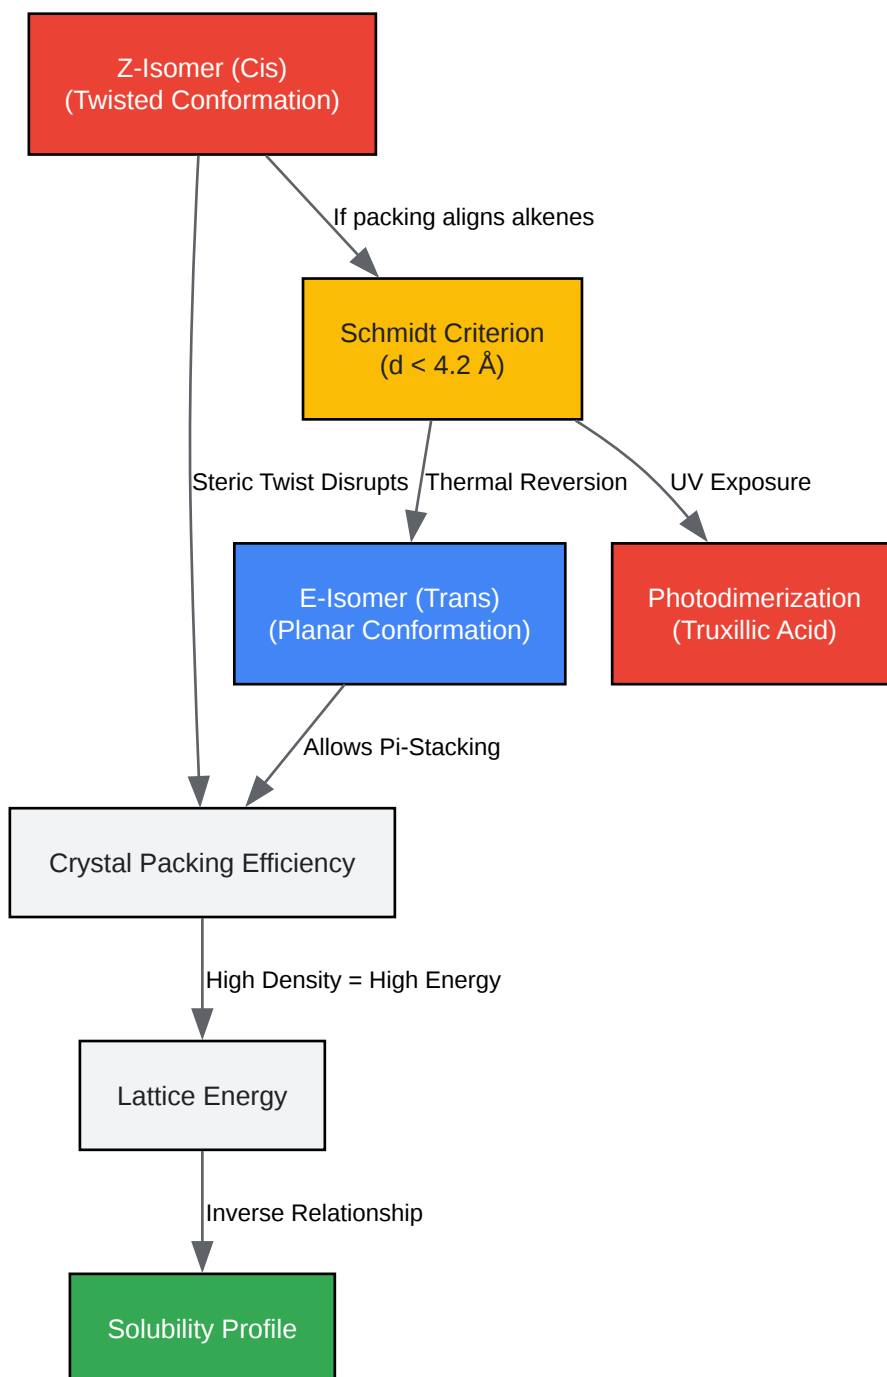 Z-Isomer (Cis)
(Twisted Conformation)
If packing aligns alkenes
Schmidt Criterion
(d < 4.2 Å)
Steric Twist Disrupts
Thermal Reversion
UV Exposure
E-Isomer (Trans)
(Planar Conformation)
Photodimerization
(Truxillic Acid)
Allows Pi-Stacking
Crystal Packing Efficiency
High Density = High Energy
Lattice Energy
Inverse Relationship
Solubility Profile